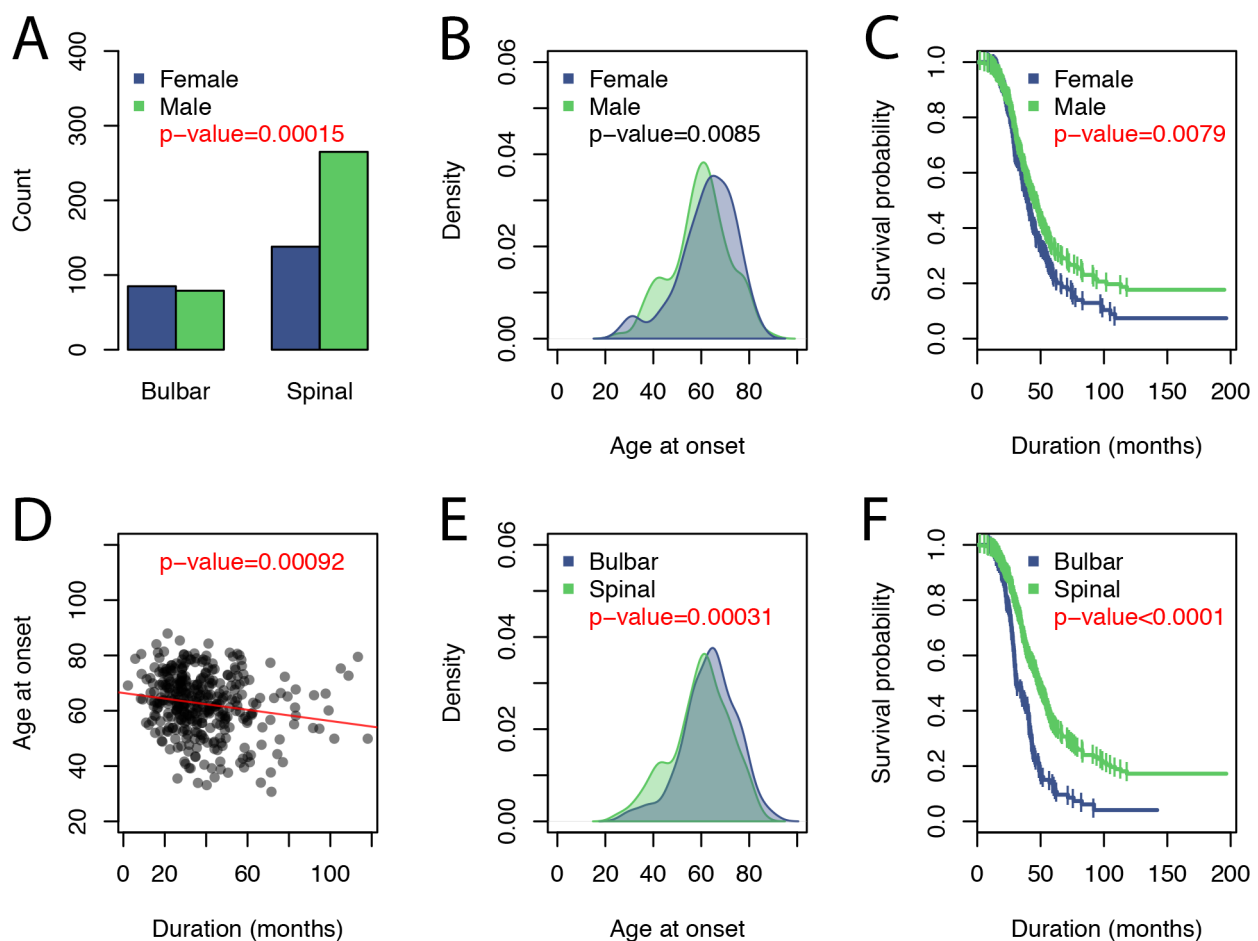 A
Count
0 100 200 300 400
Female
Male
p−value=0.00015
Bulbar Spinal
B
Density
0.00 0.02 0.04 0.06
Female
Male
p−value=0.0085
0 20 40 60 80
Age at onset
C
Survival probability
0.0 0.2 0.4 0.6 0.8 1.0
Female
Male
p−value=0.0079
0 50 100 150 200
Duration (months)
D
Age at onset
20 40 60 80 100
p−value=0.00092
0 20 40 60 100
Duration (months)
E
Density
0.00 0.02 0.04 0.06
Bulbar
Spinal
p−value=0.00031
0 20 40 60 80
Age at onset
F
Survival probability
0.0 0.2 0.4 0.6 0.8 1.0
Bulbar
Spinal
p−value<0.0001
0 50 100 150 200
Duration (months)